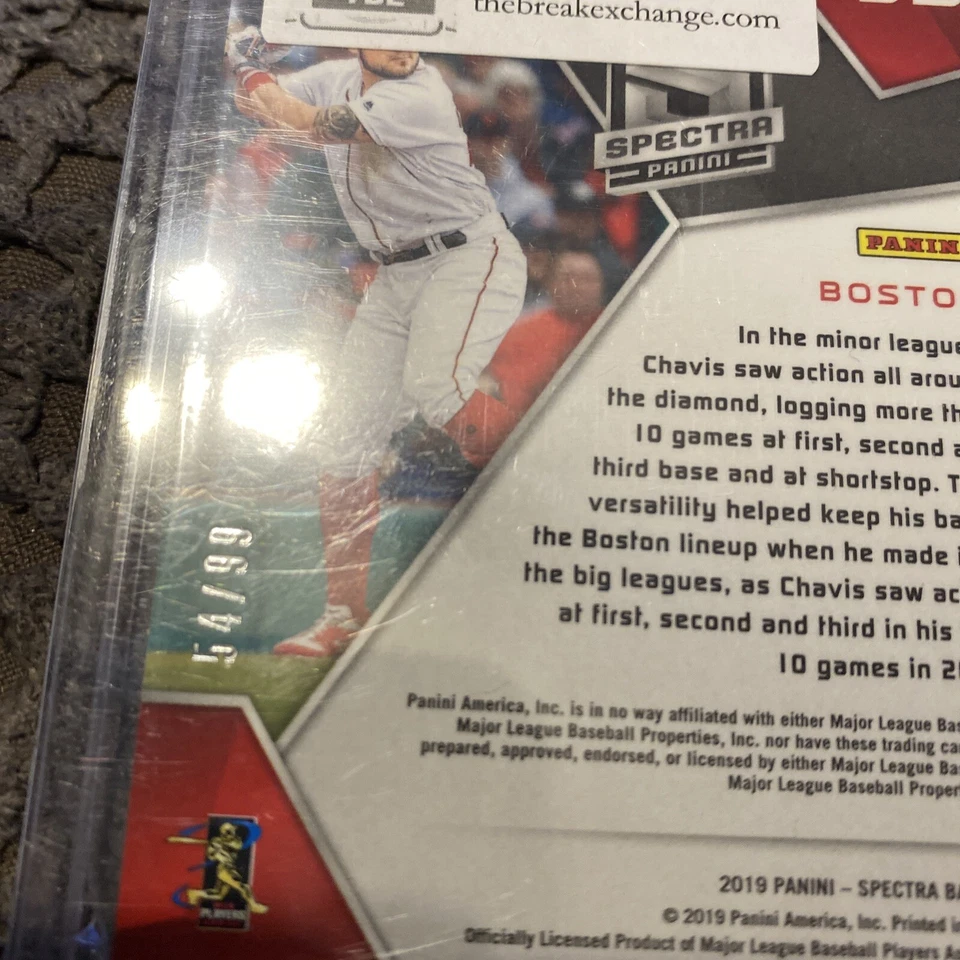 thebreakexchange.com
SPECTRA
PANINI
PANIN
BOSTO
In the minor league
Chavis saw action all arou
the diamond, logging more th
10 games at first, second a
third base and at shortstop. T
versatility helped keep his ba
the Boston lineup when he made i
the big leagues, as Chavis saw ac
at first, second and third in his
10 games in 2
54/99
Panini America, Inc. is in no way affiliated with either Major League Bas
Major League Baseball Properties, Inc. nor have these trading ca
prepared, approved, endorsed, or licensed by either Major League Ba
Major League Baseball Proper
PLAYERS
2019 PANINI – SPECTRA BA
© 2019 Panini America, Inc. Printed i
Officially Licensed Product of Major League Baseball Players As